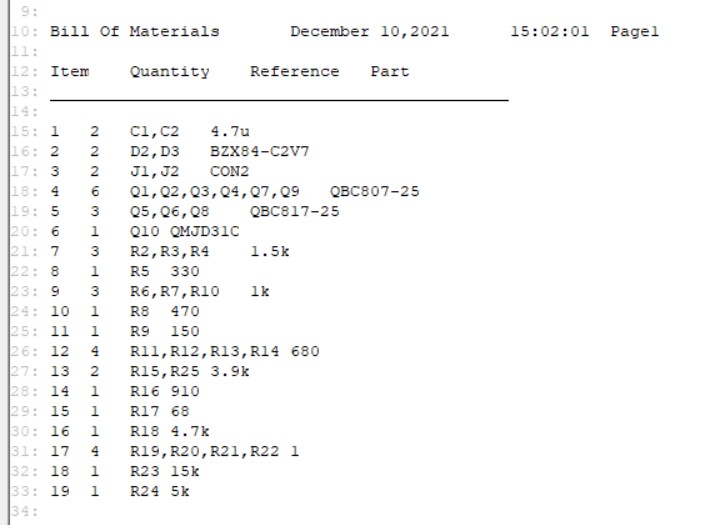 9:
10: Bill Of Materials December 10,2021 15:02:01 Page1
11:
12: Item Quantity Reference Part
13: ______________________________________________
14:
15: 1 2 C1,C2 4.7u
16: 2 2 D2,D3 BZX84-C2V7
17: 3 2 J1,J2 CON2
18: 4 6 Q1,Q2,Q3,Q4,Q7,Q9 QBC807-25
19: 5 3 Q5,Q6,Q8 QBC817-25
20: 6 1 Q10 QMJD31C
21: 7 3 R2,R3,R4 1.5k
22: 8 1 R5 330
23: 9 3 R6,R7,R10 1k
24: 10 1 R8 470
25: 11 1 R9 150
26: 12 4 R11,R12,R13,R14 680
27: 13 2 R15,R25 3.9k
28: 14 1 R16 910
29: 15 1 R17 68
30: 16 1 R18 4.7k
31: 17 4 R19,R20,R21,R22 1
32: 18 1 R23 15k
33: 19 1 R24 5k
34: